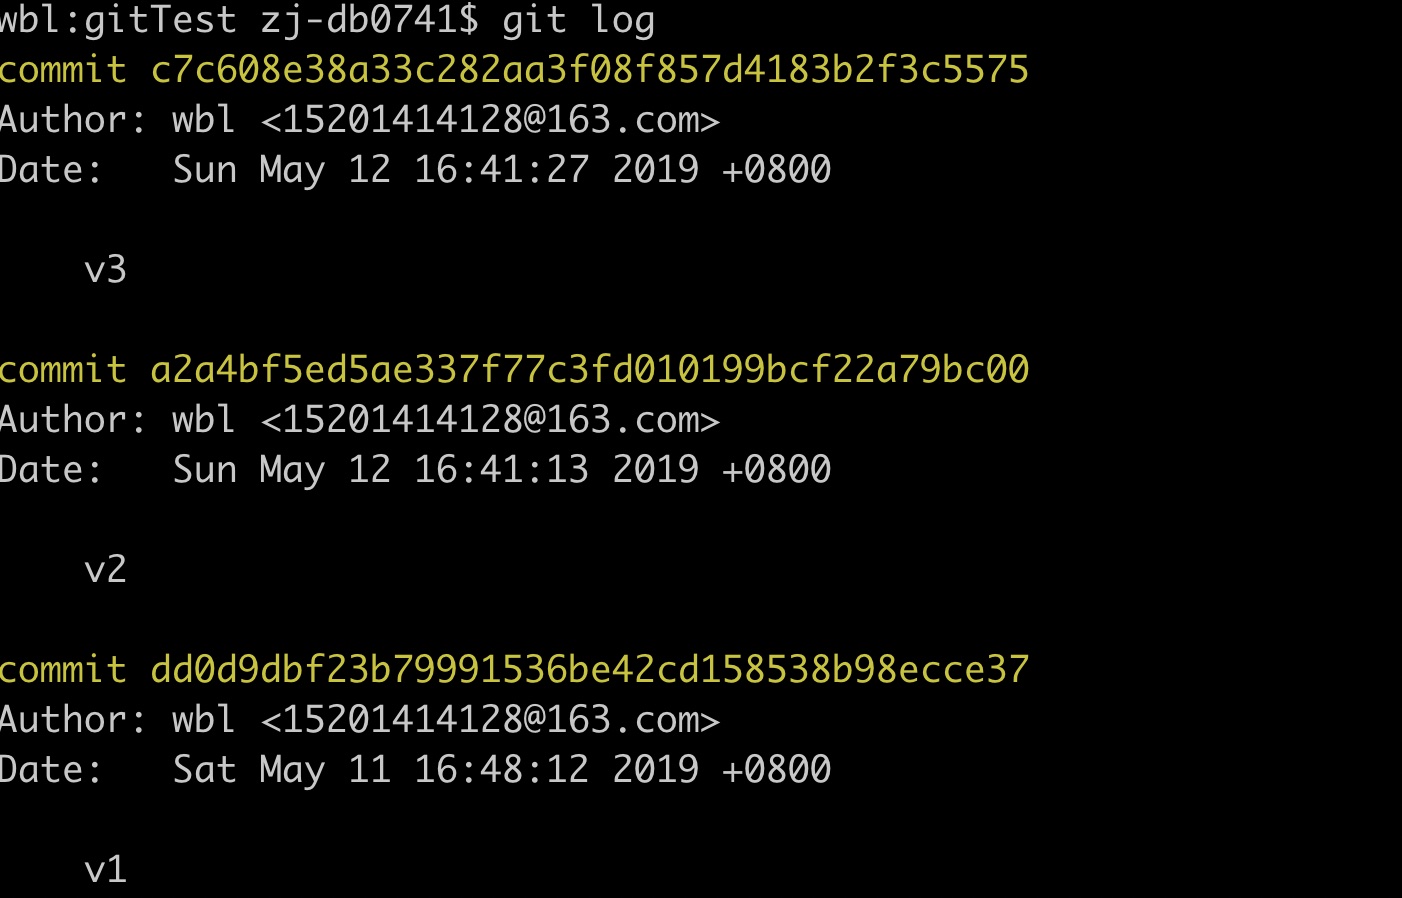 wbl:gitTest zj-db0741$ git log
commit c7c608e38a33c282aa3f08f857d4183b2f3c5575
Author: wbl <15201414128@163.com>
Date:   Sun May 12 16:41:27 2019 +0800
v3
commit a2a4bf5ed5ae337f77c3fd010199bcf22a79bc00
Author: wbl <15201414128@163.com>
Date:   Sun May 12 16:41:13 2019 +0800
v2
commit dd0d9dbf23b79991536be42cd158538b98ecce37
Author: wbl <15201414128@163.com>
Date:   Sat May 11 16:48:12 2019 +0800
v1